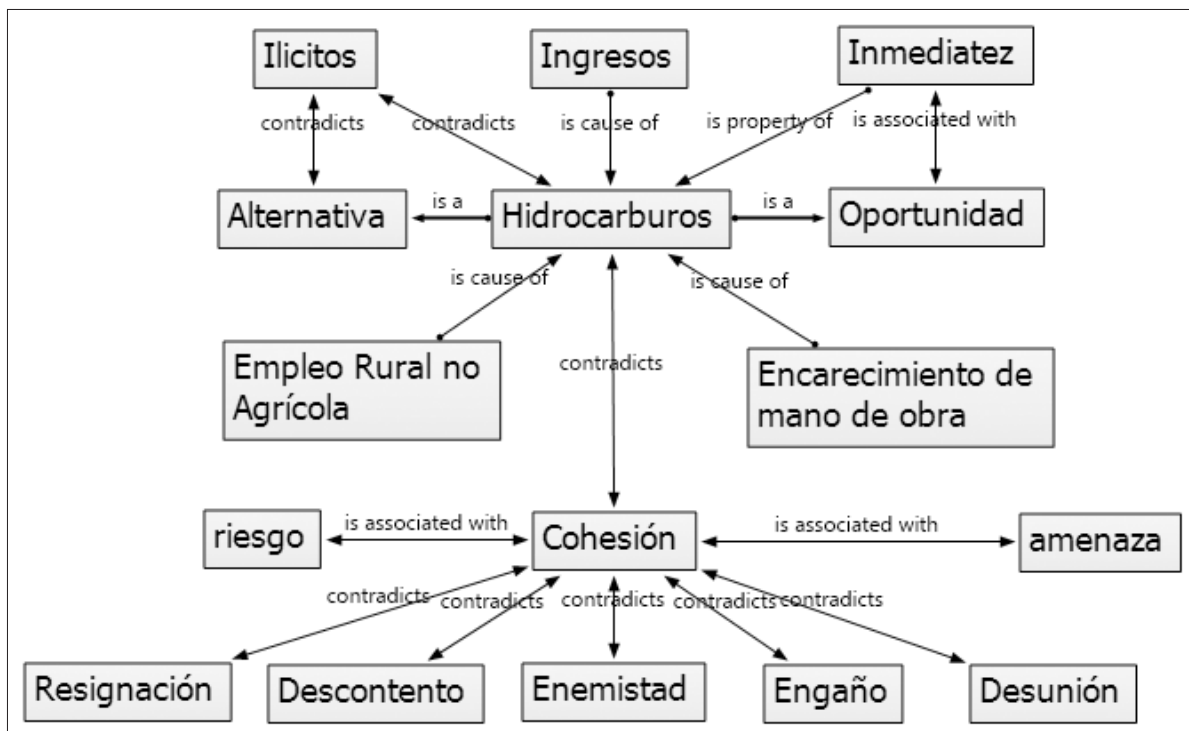 Ilicitos
Ingresos
Inmediatez
contradicts
contradicts
is cause of
is property of
is associated with
Alternativa
is a
Hidrocarburos
is a
Oportunidad
is cause of
is cause of
Empleo Rural no
Agrícola
contradicts
Encarecimiento de
mano de obra
riesgo
is associated with
Cohesión
is associated with
amenaza
contradicts
contradicts
contradicts
contradicts
contradicts
Resignación
Descontento
Enemistad
Engaño
Desunión